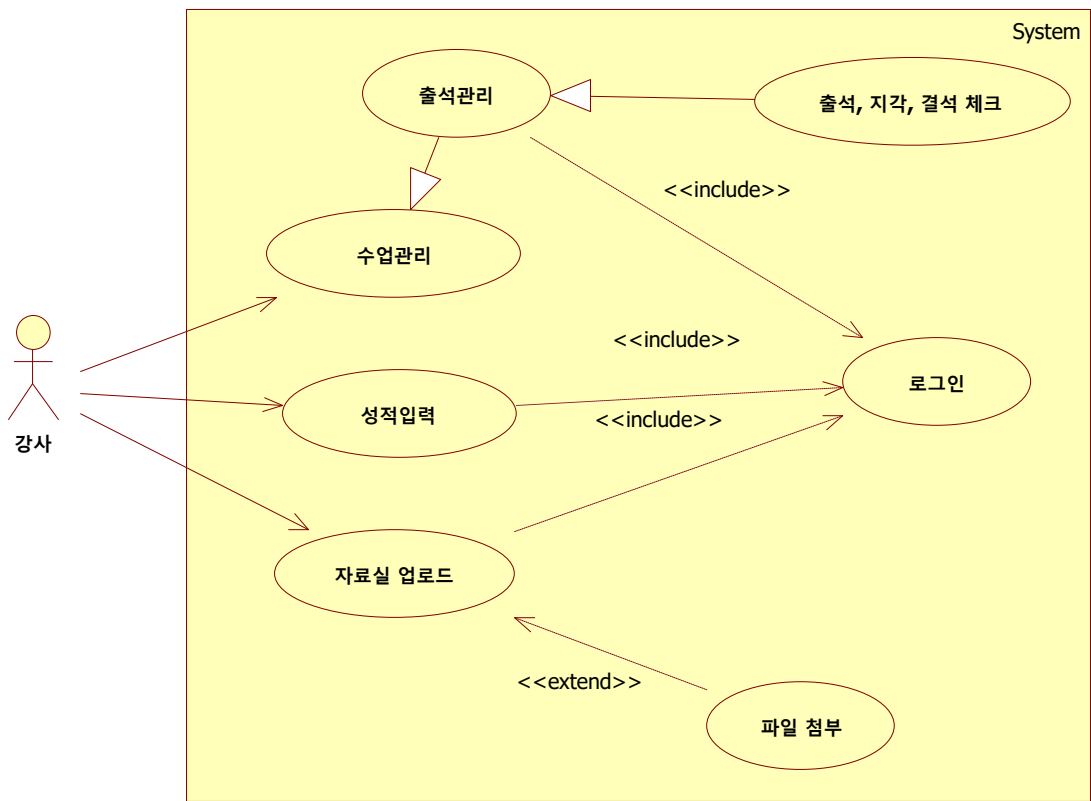 System
출석관리
출석, 지각, 결석 체크
<<include>>
수업관리
<<include>>
로그인
강사
성적입력
<<include>>
자료실 업로드
<<extend>>
파일 첨부